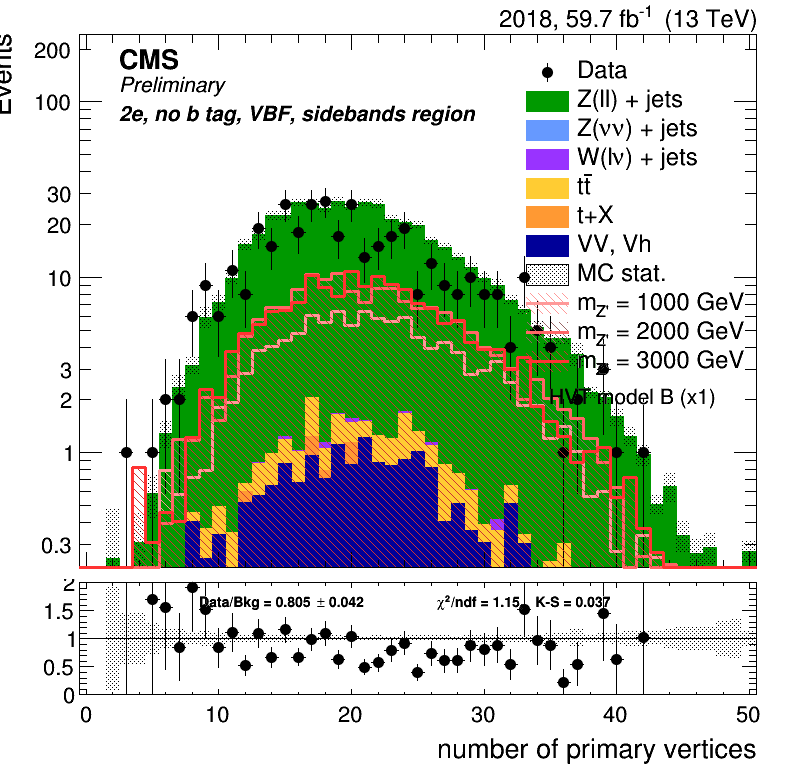 2018, 59.7 fb⁻¹ (13 TeV)
Events
CMS
Preliminary
2e, no b tag, VBF, sidebands region
Data
Z(ll) + jets
Z(νν) + jets
W(lν) + jets
tt̄
t+X
VV, Vh
MC stat.
m_Z' = 1000 GeV
m_Z' = 2000 GeV
m_Z' = 3000 GeV
HVT model B (x1)
200
100
30
20
10
3
2
1
0.3
Data/Bkg = 0.805 ± 0.042 χ²/ndf = 1.15, K-S = 0.037
2
1.5
1
0.5
0
0 10 20 30 40 50
number of primary vertices